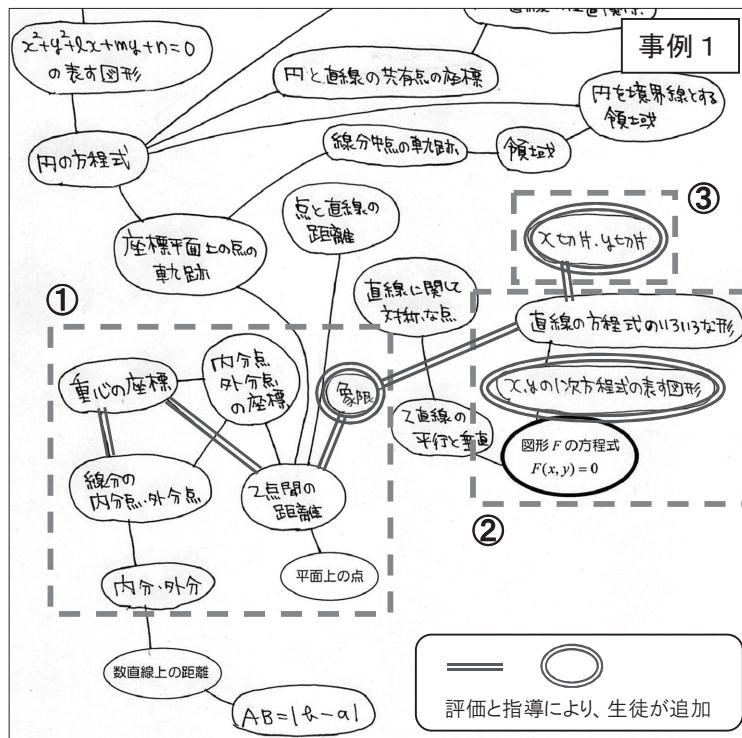 事例1
x²+y²+lx+my+n=0
の表す図形
円と直線の共有点の座標
円を境界線とする
領域
円の方程式
線分中点の軌跡
領域
座標平面上の点の
軌跡
点と直線の
距離
③
x切片、y切片
①
直線に関して
対称な点
直線の方程式のいろいろな形
重心の座標
内分点
外分点
の座標
象限
x,yの1次方程式の表す図形
2直線の
平行と垂直
図形 F の方程式
F(x, y) = 0
線分の
内分点・外分点
2点間の
距離
②
平面上の点
内分・外分
数直線上の距離
AB=|b-a|
評価と指導により、生徒が追加